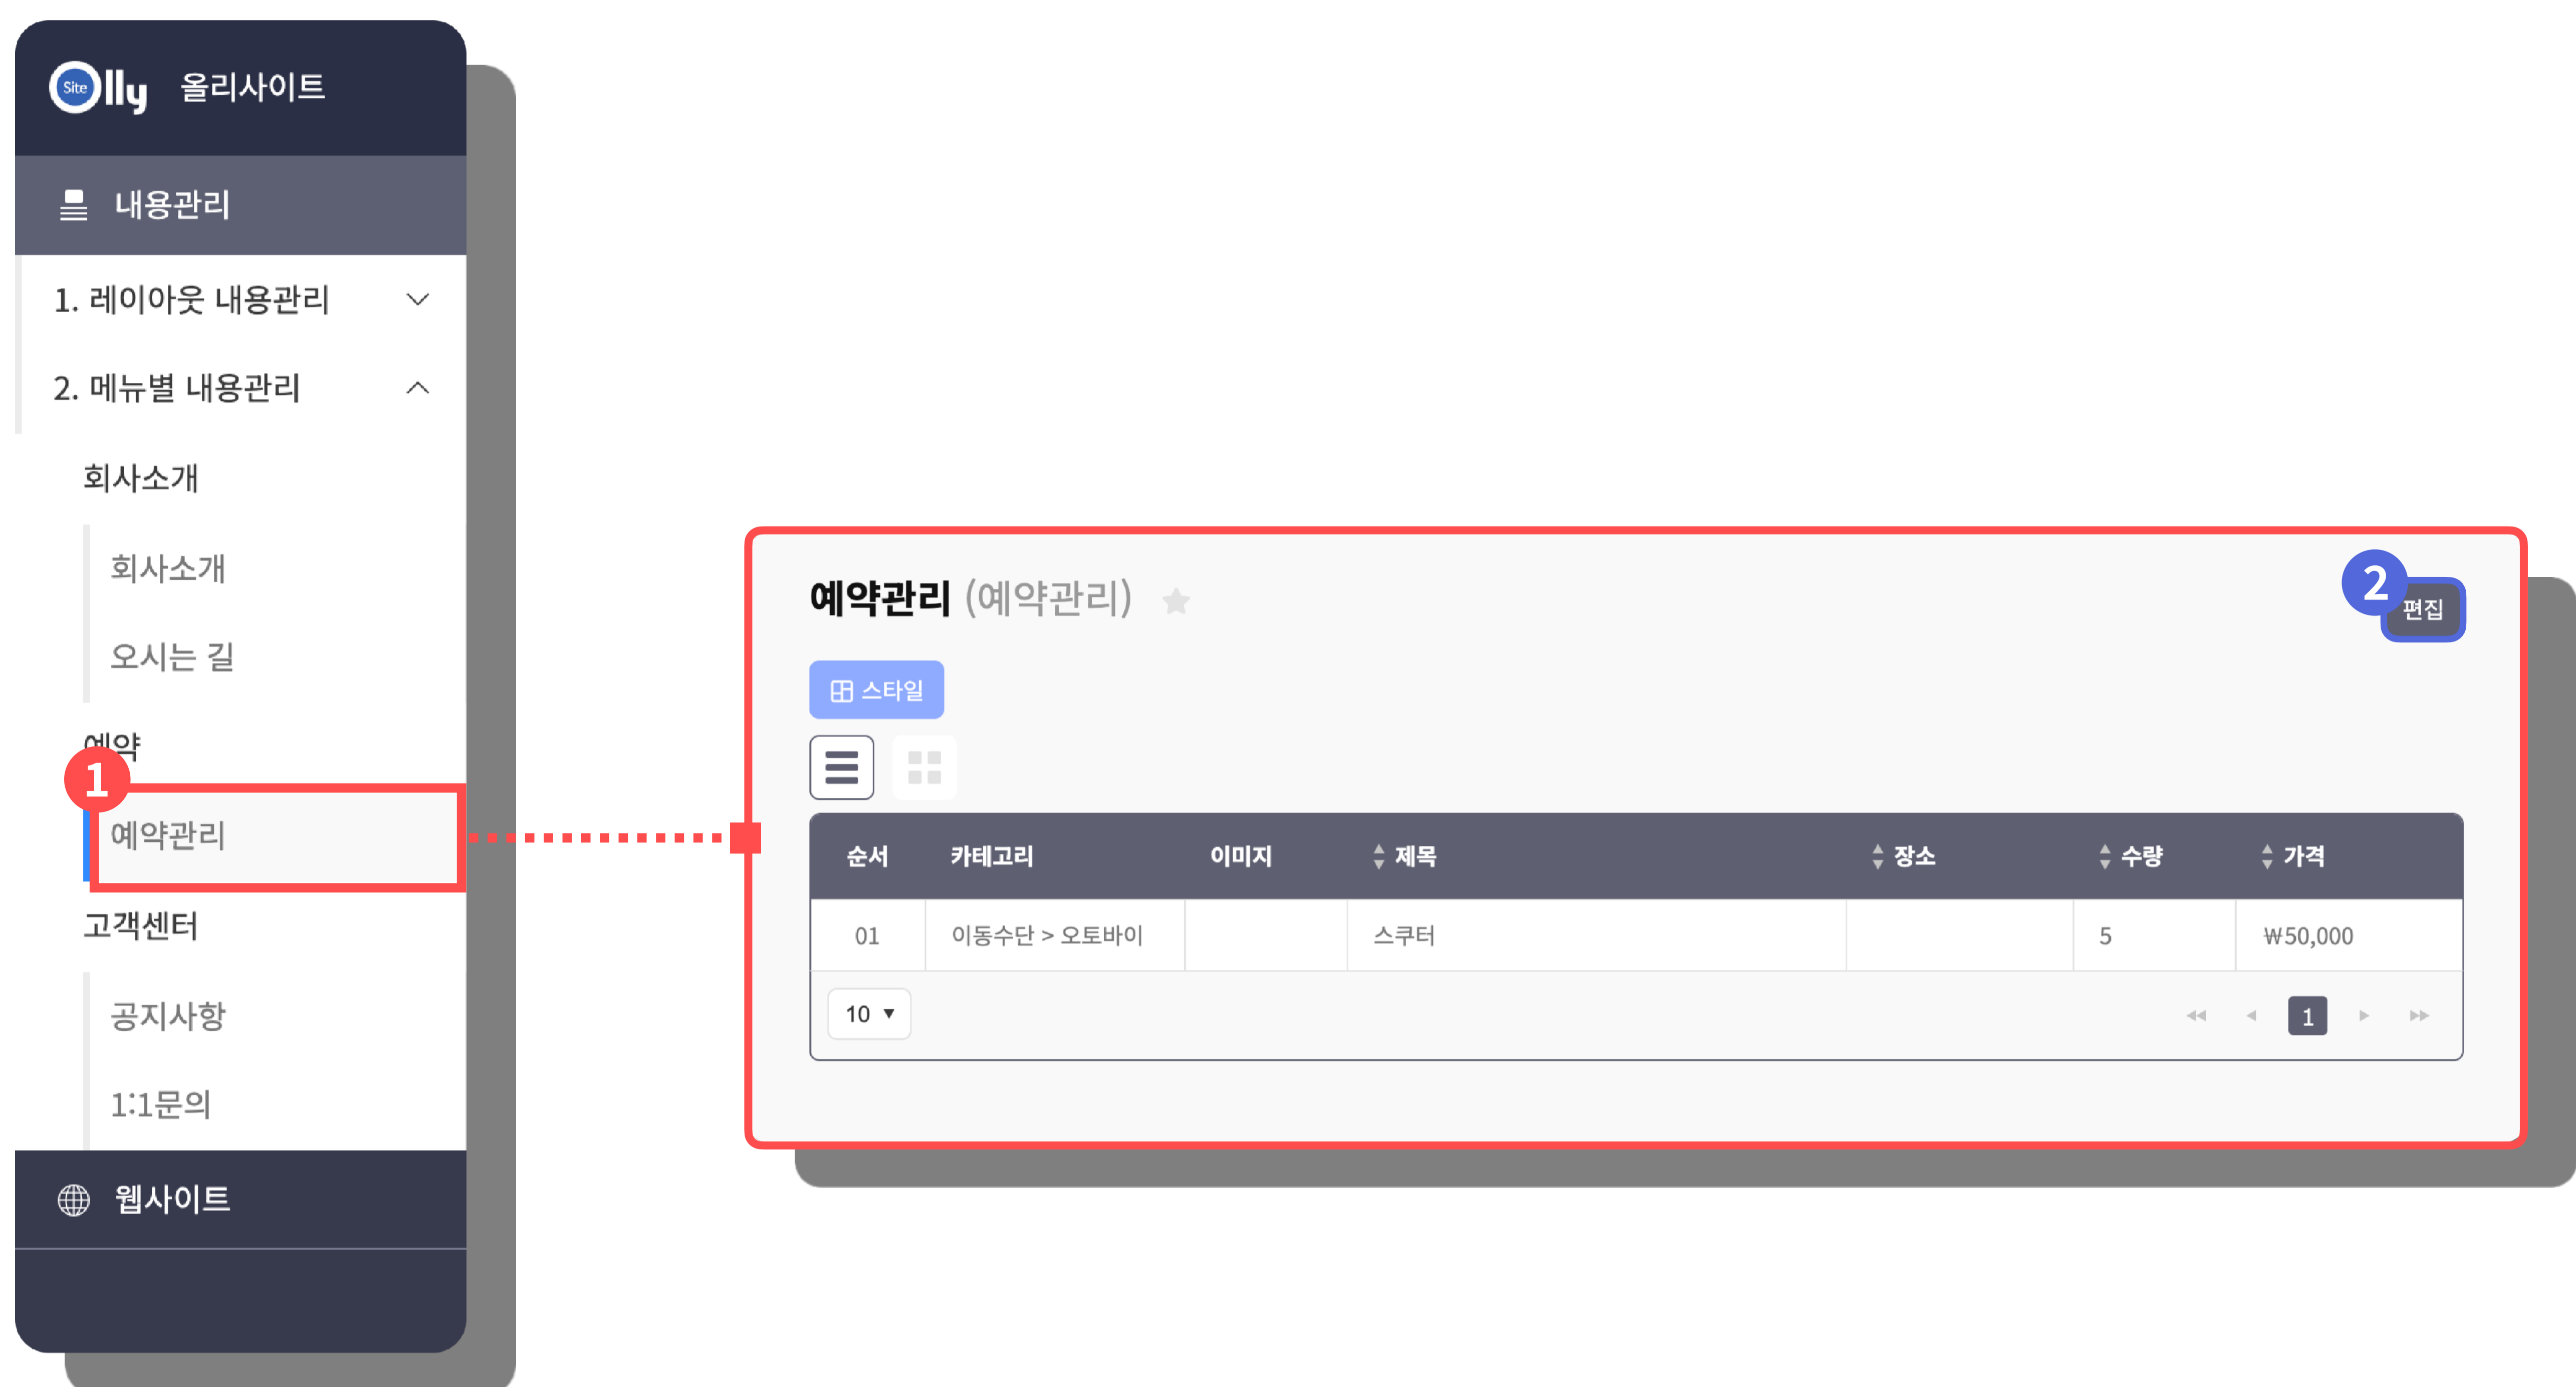 Site Olly 올리사이트
내용관리
1. 레이아웃 내용관리
2. 메뉴별 내용관리
회사소개
회사소개
오시는 길
예약
1
예약관리
고객센터
공지사항
1:1문의
웹사이트
예약관리 (예약관리)
2
편집
스타일
순서 카테고리 이미지 제목 장소 수량 가격
01 이동수단 > 오토바이 스쿠터 5 ₩50,000
10 1